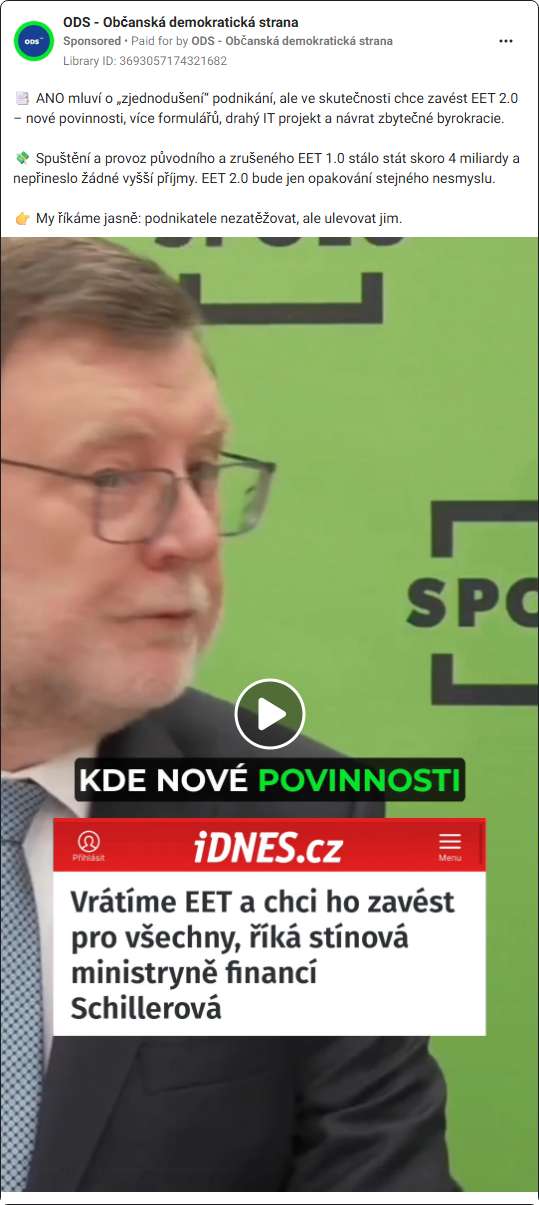 ODS - Občanská demokratická strana
Sponsored • Paid for by ODS - Občanská demokratická strana
Library ID: 3693057174321682
ODS
ANO mluví o „zjednodušení“ podnikání, ale ve skutečnosti chce zavést EET 2.0
– nové povinnosti, více formulářů, drahý IT projekt a návrat zbytečné byrokracie.
Spuštění a provoz původního a zrušeného EET 1.0 stálo stát skoro 4 miliardy a
nepřineslo žádné vyšší příjmy. EET 2.0 bude jen opakování stejného nesmyslu.
My říkáme jasně: podnikatele nezatěžovat, ale ulevovat jim.
SPOLU
SPO
KDE NOVÉ POVINNOSTI
Přihlásit
iDNES.cz
Menu
Vrátíme EET a chci ho zavést
pro všechny, říká stínová
ministryně financí
Schillerová